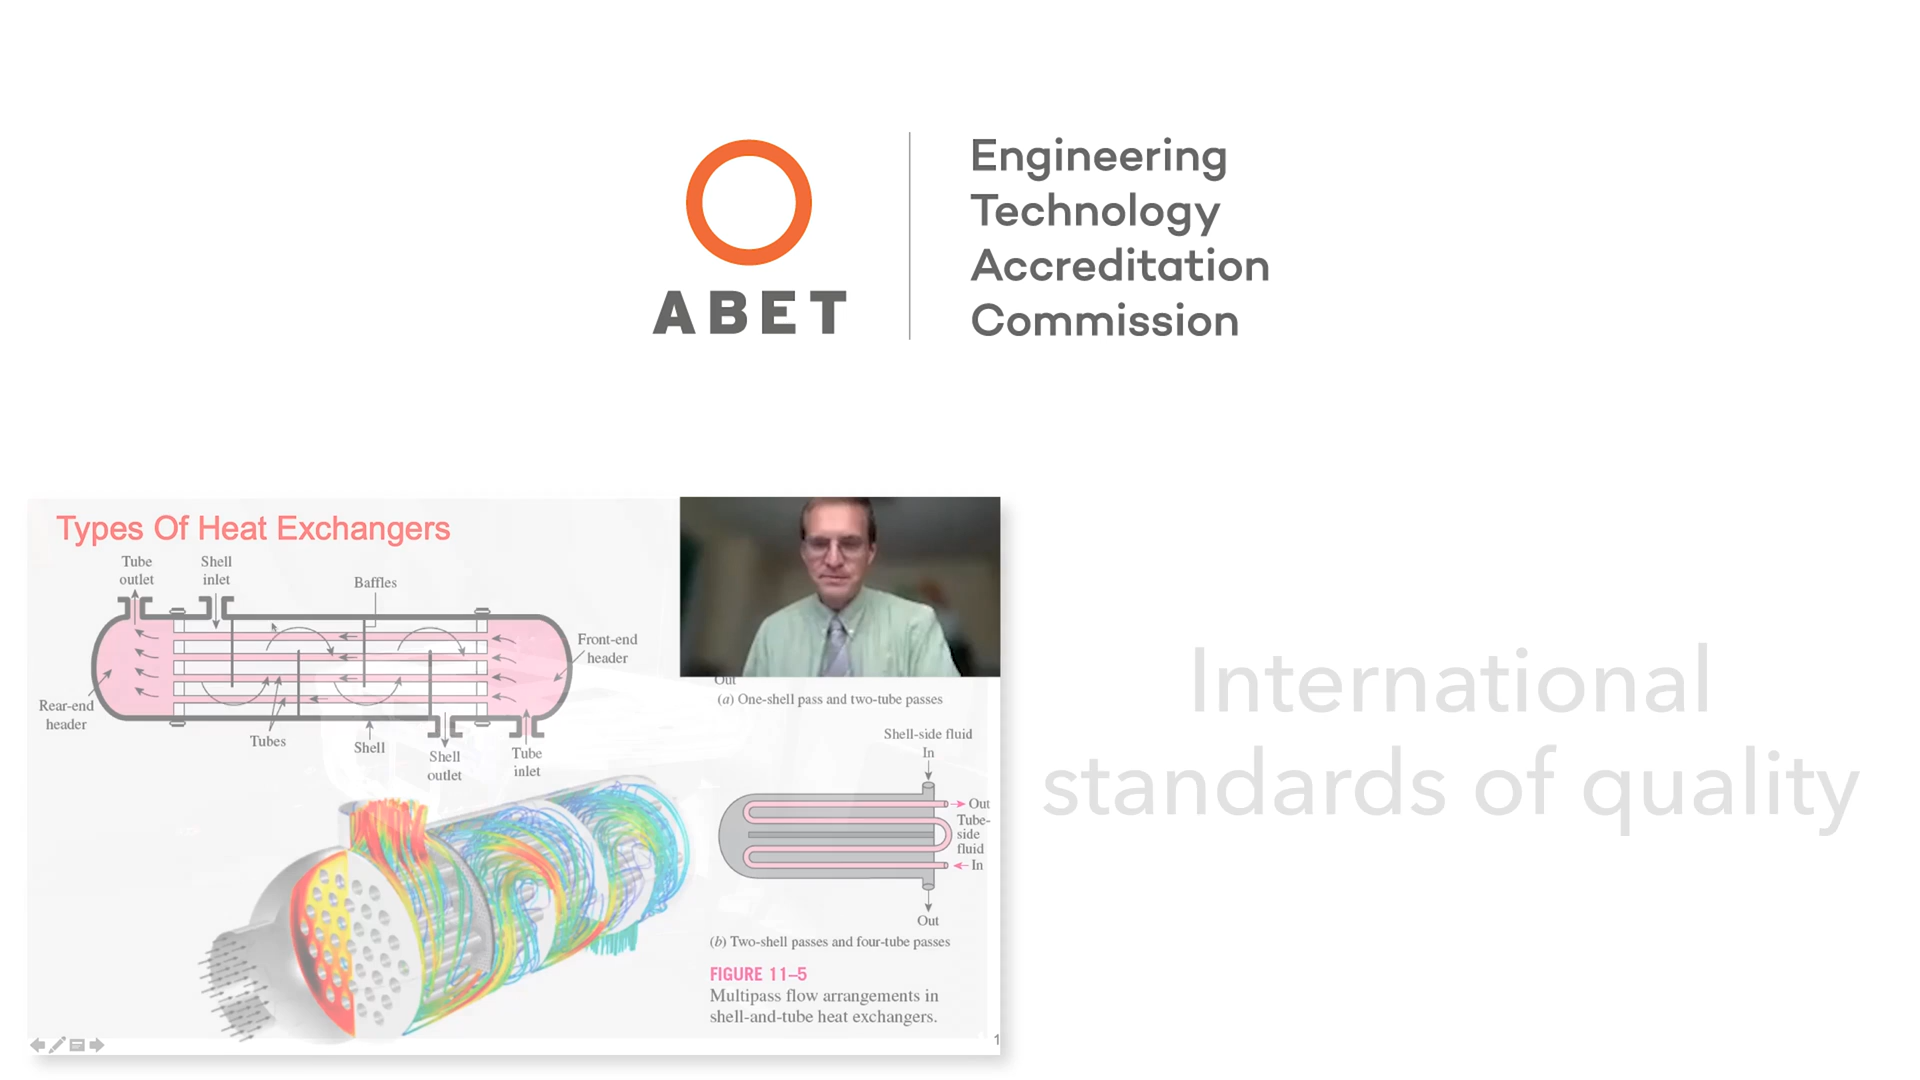 ABET
Engineering
Technology
Accreditation
Commission
Types Of Heat Exchangers
Tube
outlet
Shell
inlet
Baffles
Front-end
header
Rear-end
header
Tubes
Shell
Shell
outlet
Tube
inlet
Out
(a) One-shell pass and two-tube passes
Shell-side fluid
In
Out
Tube-
side
fluid
In
Out
(b) Two-shell passes and four-tube passes
FIGURE 11–5
Multipass flow arrangements in
shell-and-tube heat exchangers.
1
International
standards of quality